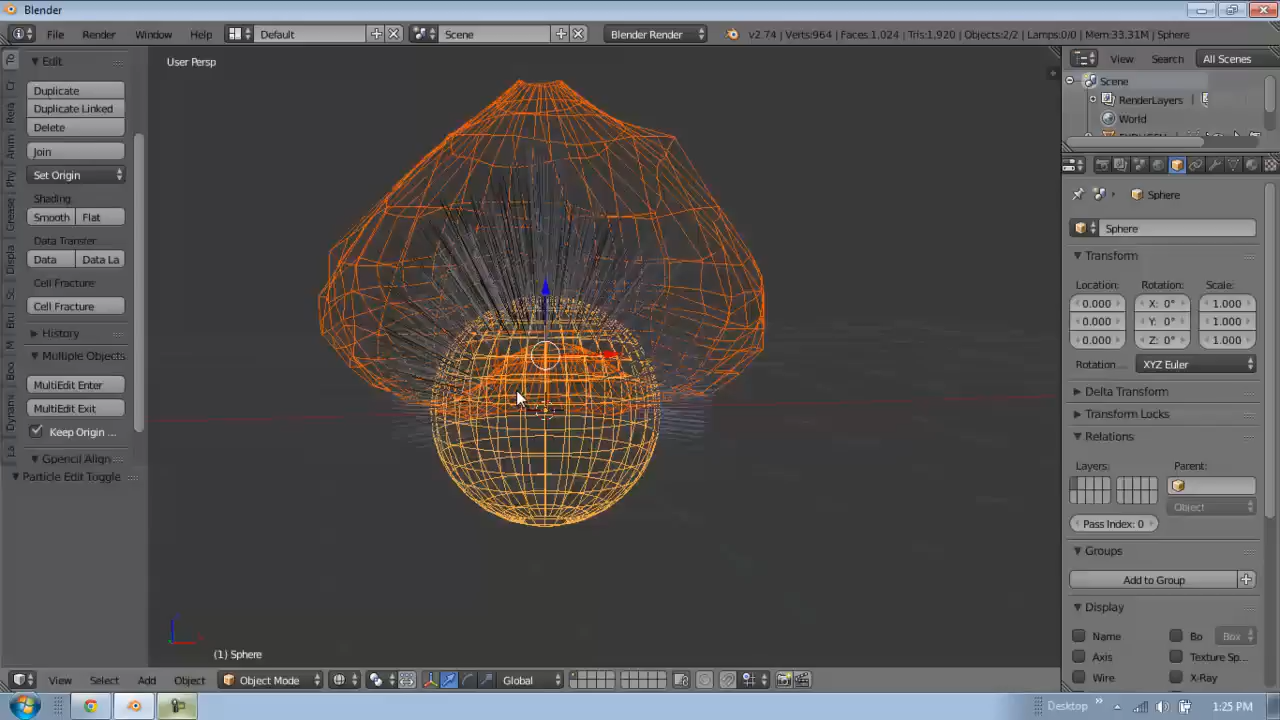 Blender
File Render Window Help Default Scene Blender Render v2.74 | Verts:964 | Faces:1,024 | Tris:1,920 | Objects:2/2 | Lamps:0/0 | Mem:33.31M | Sphere
Edit
Duplicate
Duplicate Linked
Delete
Join
Set Origin
Shading:
Smooth Flat
Data Transfer:
Data Data La
Cell Fracture:
Cell Fracture
History
Multiple Objects
MultiEdit Enter
MultiEdit Exit
Keep Origin ...
Gpencil Align
Particle Edit Toggle
User Persp
(1) Sphere
View Select Add Object Object Mode Global
View Search All Scenes
Scene
RenderLayers
World
Sphere
Sphere
Transform
Location: Rotation: Scale:
0.000 X: 0° 1.000
0.000 Y: 0° 1.000
0.000 Z: 0° 1.000
Rotation ... XYZ Euler
Delta Transform
Transform Locks
Relations
Layers: Parent:
Object
Pass Index: 0
Groups
Add to Group
Display
Name Bo Box
Axis Texture Sp...
Wire X-Ray
Desktop » 1:25 PM